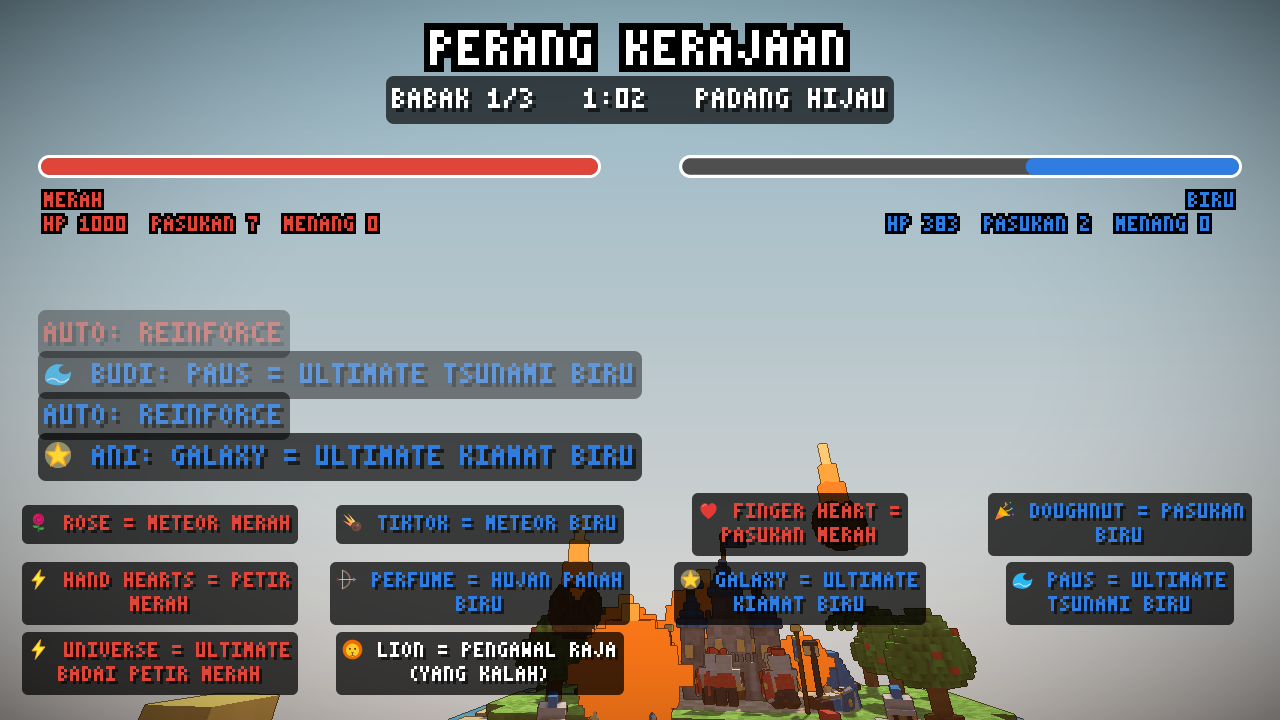 PERANG KERAJAAN
BABAK 1/3 1:02 PADANG HIJAU
MERAH
HP 1000 PASUKAN 7 MENANG 0
BIRU
HP 383 PASUKAN 2 MENANG 0
AUTO: REINFORCE
BUDI: PAUS = ULTIMATE TSUNAMI BIRU
AUTO: REINFORCE
ANI: GALAXY = ULTIMATE KIAMAT BIRU
ROSE = METEOR MERAH
TIKTOK = METEOR BIRU
FINGER HEART =
PASUKAN MERAH
DOUGHNUT = PASUKAN
BIRU
HAND HEARTS = PETIR
MERAH
PERFUME = HUJAN PANAH
BIRU
GALAXY = ULTIMATE
KIAMAT BIRU
PAUS = ULTIMATE
TSUNAMI BIRU
UNIVERSE = ULTIMATE
BADAI PETIR MERAH
LION = PENGAWAL RAJA
(YANG KALAH)